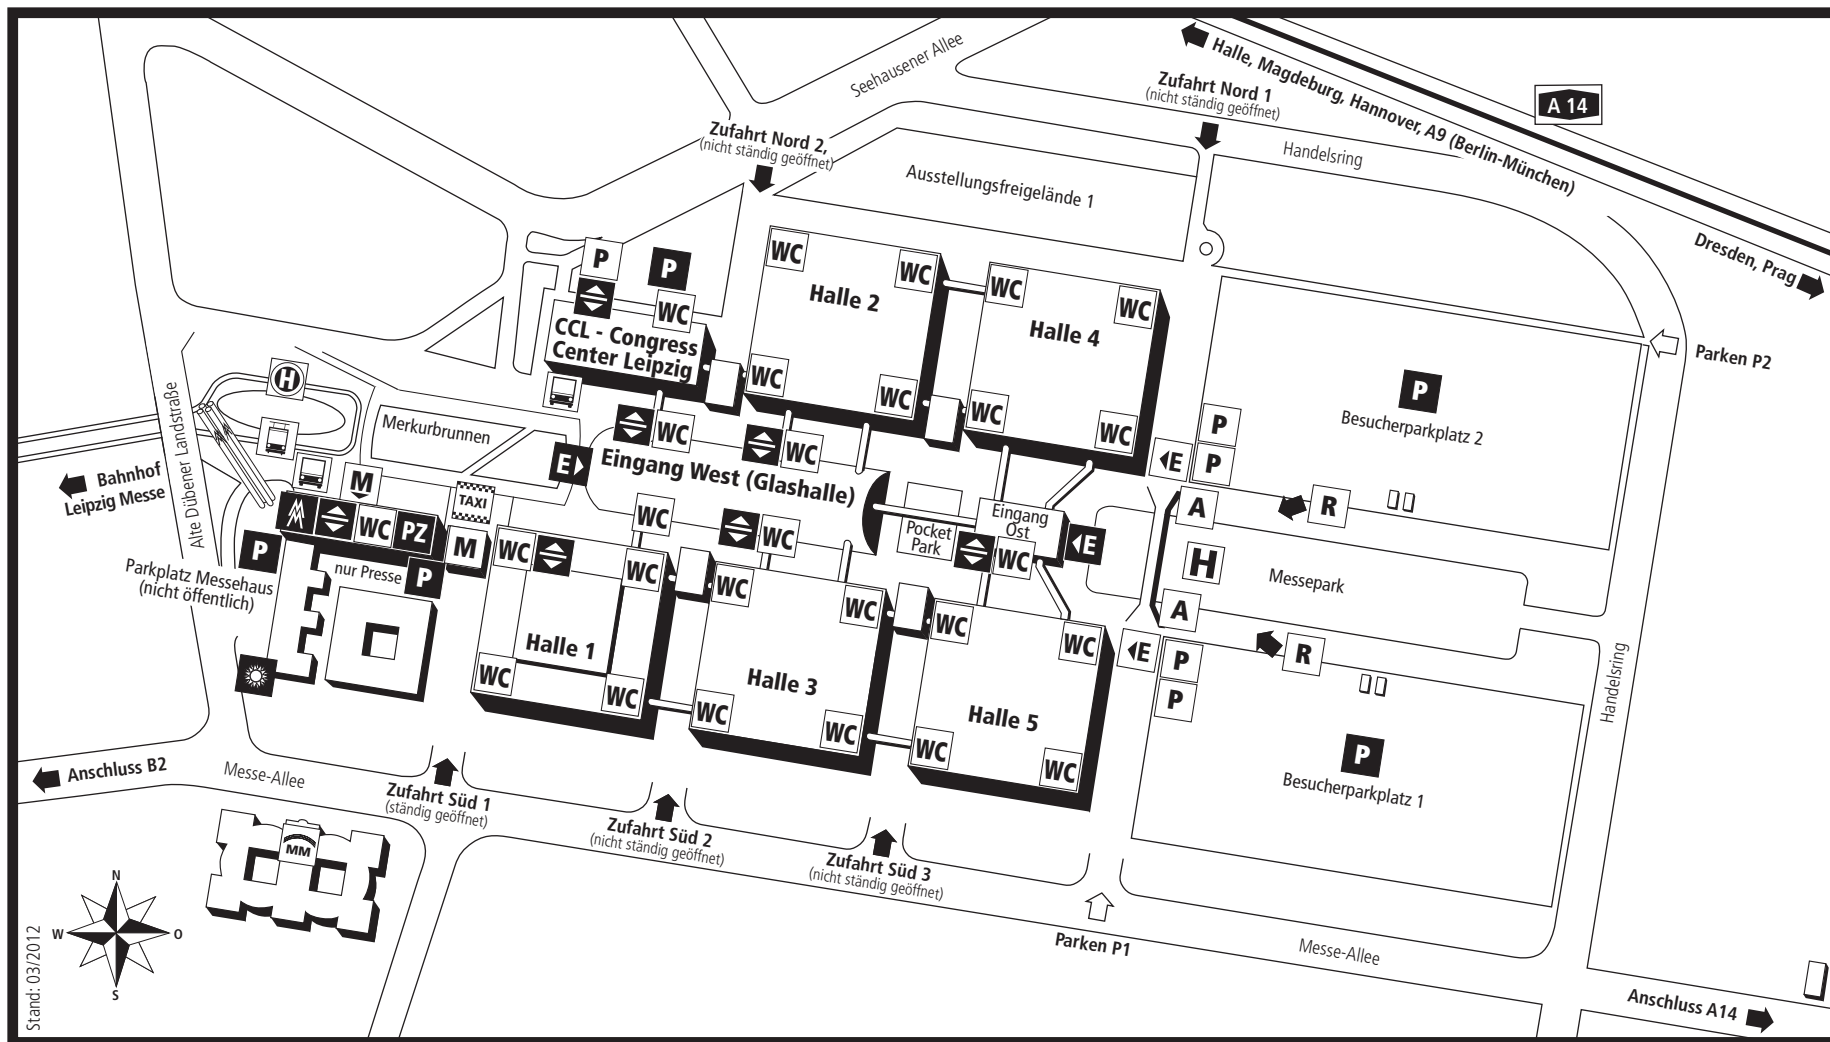 Halle, Magdeburg, Hannover, A9 (Berlin-München)
A 14
Dresden, Prag
Seehausener Allee
Zufahrt Nord 1
(nicht ständig geöffnet)
Handelsring
Zufahrt Nord 2,
(nicht ständig geöffnet)
Ausstellungsfreigelände 1
P
P
WC
WC
WC
WC
Halle 2
WC
WC
WC
WC
Halle 4
WC
CCL - Congress
Center Leipzig
Parken P2
P
Besucherparkplatz 2
P
P
E
H
Alte Dübener Landstraße
Merkurbrunnen
E
WC
WC
Eingang West (Glashalle)
Bahnhof
Leipzig Messe
M
TAXI
WC
PZ
M
P
Parkplatz Messehaus
(nicht öffentlich)
nur Presse
P
WC
WC
Pocket
Park
Eingang
Ost
WC
E
A
R
H
Messepark
A
R
E
P
P
WC
WC
WC
WC
Halle 1
WC
WC
WC
WC
Halle 3
WC
WC
WC
WC
Halle 5
Handelsring
P
Besucherparkplatz 1
Anschluss B2
Messe-Allee
Zufahrt Süd 1
(ständig geöffnet)
Zufahrt Süd 2
(nicht ständig geöffnet)
Zufahrt Süd 3
(nicht ständig geöffnet)
MM
Parken P1
Messe-Allee
Anschluss A14
N
W
O
S
Stand: 03/2012